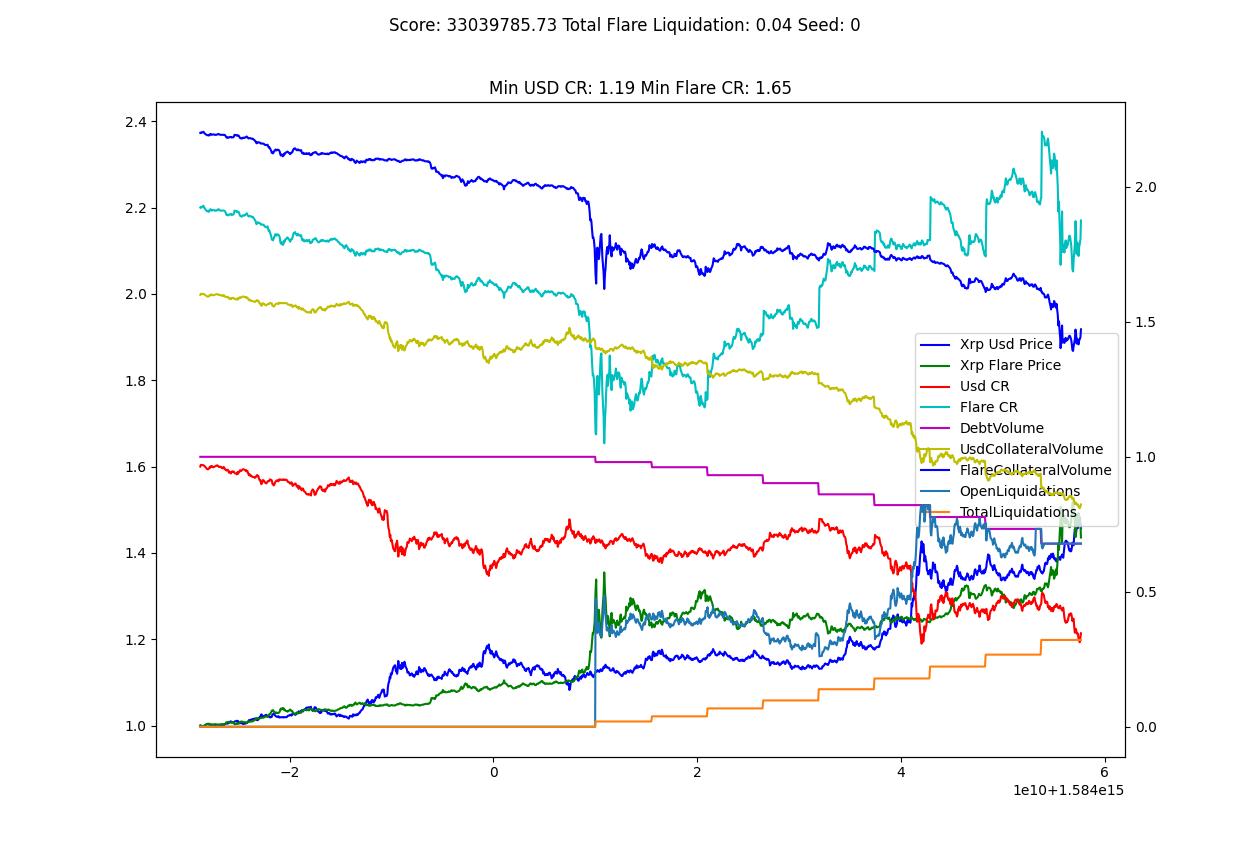 Score: 33039785.73 Total Flare Liquidation: 0.04 Seed: 0
Min USD CR: 1.19 Min Flare CR: 1.65
2.4
2.2
2.0
1.8
1.6
1.4
1.2
1.0
2.0
1.5
1.0
0.5
0.0
Xrp Usd Price
Xrp Flare Price
Usd CR
Flare CR
DebtVolume
UsdCollateralVolume
FlareCollateralVolume
OpenLiquidations
TotalLiquidations
−2 0 2 4 6
1e10+1.584e15